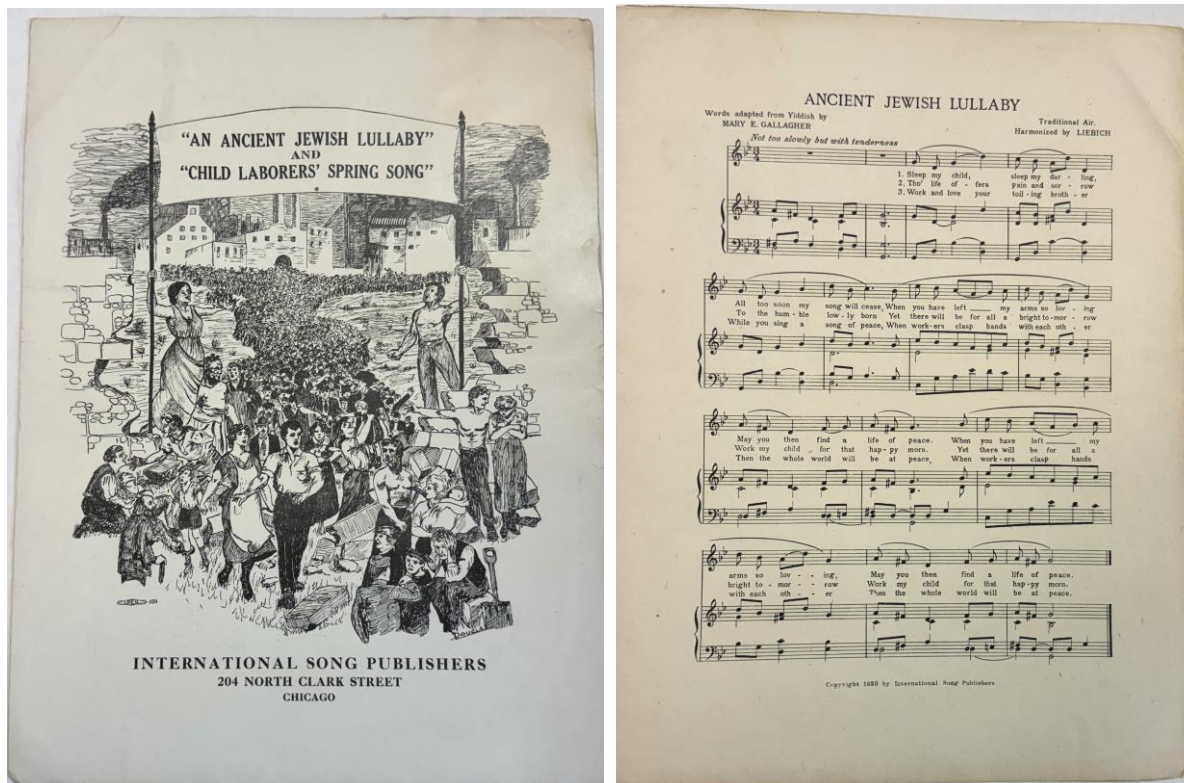 "AN ANCIENT JEWISH LULLABY"
AND
"CHILD LABORERS' SPRING SONG"
INTERNATIONAL SONG PUBLISHERS
204 NORTH CLARK STREET
CHICAGO
ANCIENT JEWISH LULLABY
Words adapted from Yiddish by
MARY E. GALLAGHER
Traditional Air.
Harmonized by LIEBICH
Not too slowly but with tenderness
1. Sleep my child, sleep my dar - ling,
2. Tho' life of - fers pain and sor - row
3. Work and love your toil - ing broth - er
All too soon my song will cease, When you have left my arms so lov - ing
To the hum - ble low - ly born Yet there will be for all a bright to - mor - row
While you sing a song of peace, When work - ers clasp hands with each oth - er
May you then find a life of peace. When you have left my
Work my child for that hap - py morn. Yet there will be for all a
Then the whole world will be at peace, When work - ers clasp hands
arms so lov - - ing, May you then find a life of peace.
bright to - mor - - row Work my child for that hap - py morn.
with each oth - er Then the whole world will be at peace.
Copyright 1920 by International Song Publishers